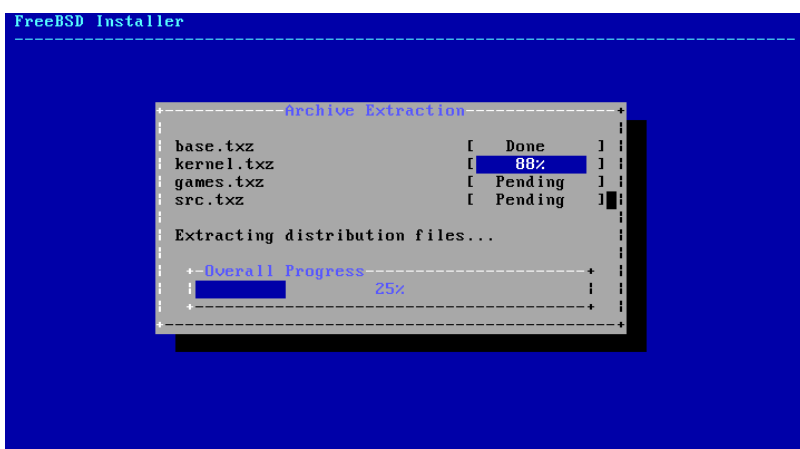 FreeBSD Installer
Archive Extraction
base.txz [ Done ]
kernel.txz [ 88% ]
games.txz [ Pending ]
src.txz [ Pending ]
Extracting distribution files...
Overall Progress
25%